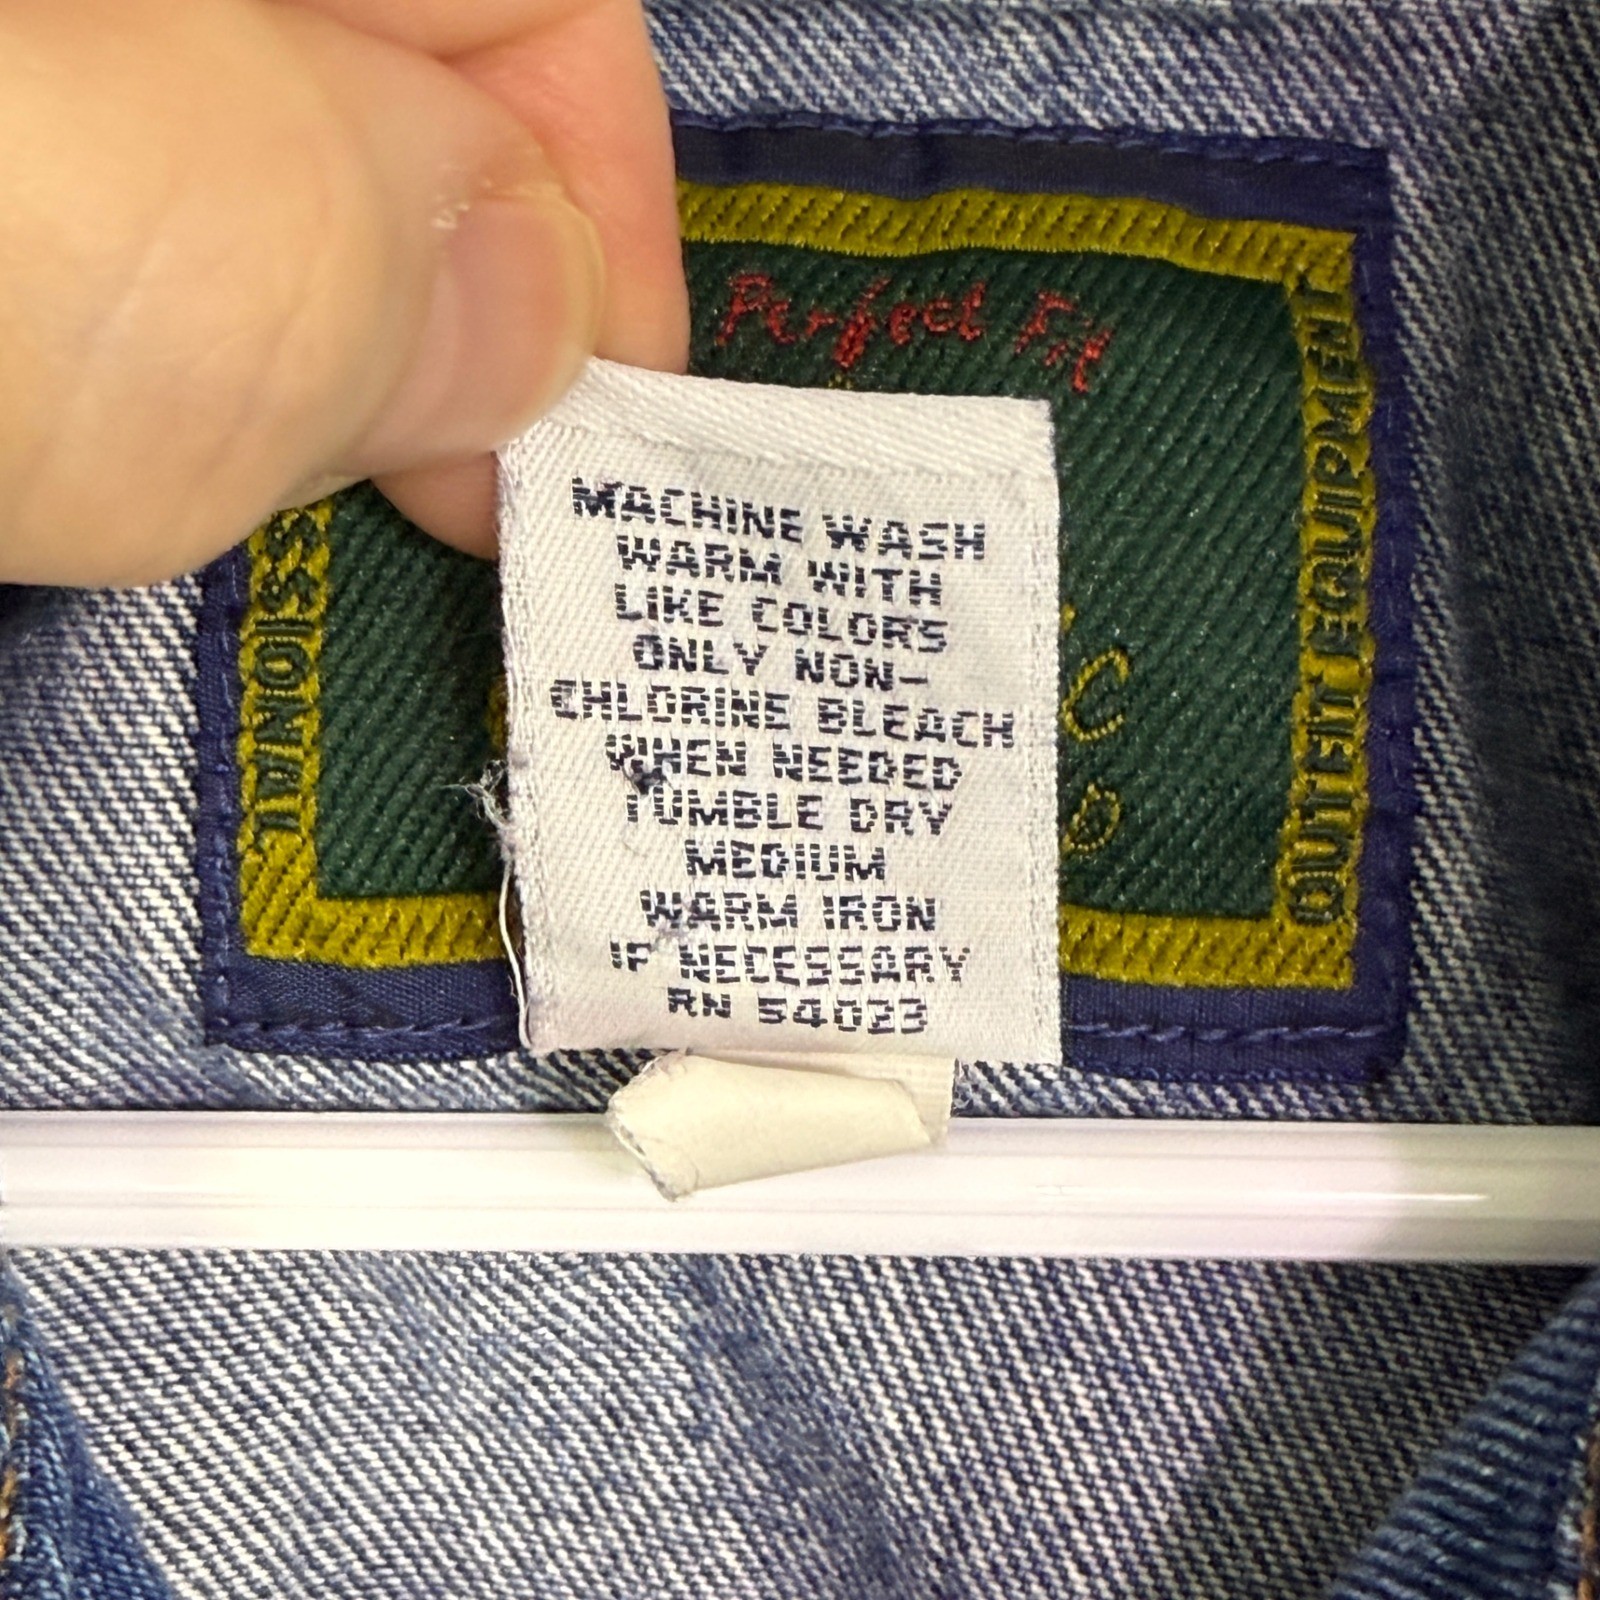 Perfect Fit
MACHINE WASH
WARM WITH
LIKE COLORS
ONLY NON-
CHLORINE BLEACH
WHEN NEEDED
TUMBLE DRY
MEDIUM
WARM IRON
IF NECESSARY
RN 54023
OUTFIT EQUIPMENT